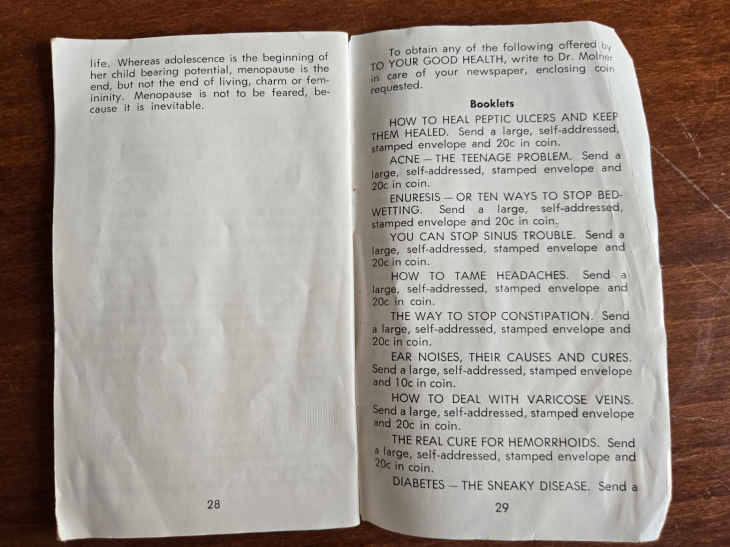 life. Whereas adolescence is the beginning of
her child bearing potential, menopause is the
end, but not the end of living, charm or fem-
ininity. Menopause is not to be feared, be-
cause it is inevitable.
28
To obtain any of the following offered by
TO YOUR GOOD HEALTH, write to Dr. Molner
in care of your newspaper, enclosing coin
requested.
Booklets
HOW TO HEAL PEPTIC ULCERS AND KEEP
THEM HEALED. Send a large, self-addressed,
stamped envelope and 20c in coin.
ACNE — THE TEENAGE PROBLEM. Send a
large, self-addressed, stamped envelope and
20c in coin.
ENURESIS — OR TEN WAYS TO STOP BED-
WETTING. Send a large, self-addressed,
stamped envelope and 20c in coin.
YOU CAN STOP SINUS TROUBLE. Send a
large, self-addressed, stamped envelope and
20c in coin.
HOW TO TAME HEADACHES. Send a
large, self-addressed, stamped envelope and
20c in coin.
THE WAY TO STOP CONSTIPATION. Send
a large, self-addressed, stamped envelope and
20c in coin.
EAR NOISES, THEIR CAUSES AND CURES.
Send a large, self-addressed, stamped envelope
and 10c in coin.
HOW TO DEAL WITH VARICOSE VEINS.
Send a large, self-addressed, stamped envelope
and 20c in coin.
THE REAL CURE FOR HEMORRHOIDS. Send
a large, self-addressed, stamped envelope and
20c in coin.
DIABETES — THE SNEAKY DISEASE. Send a
29